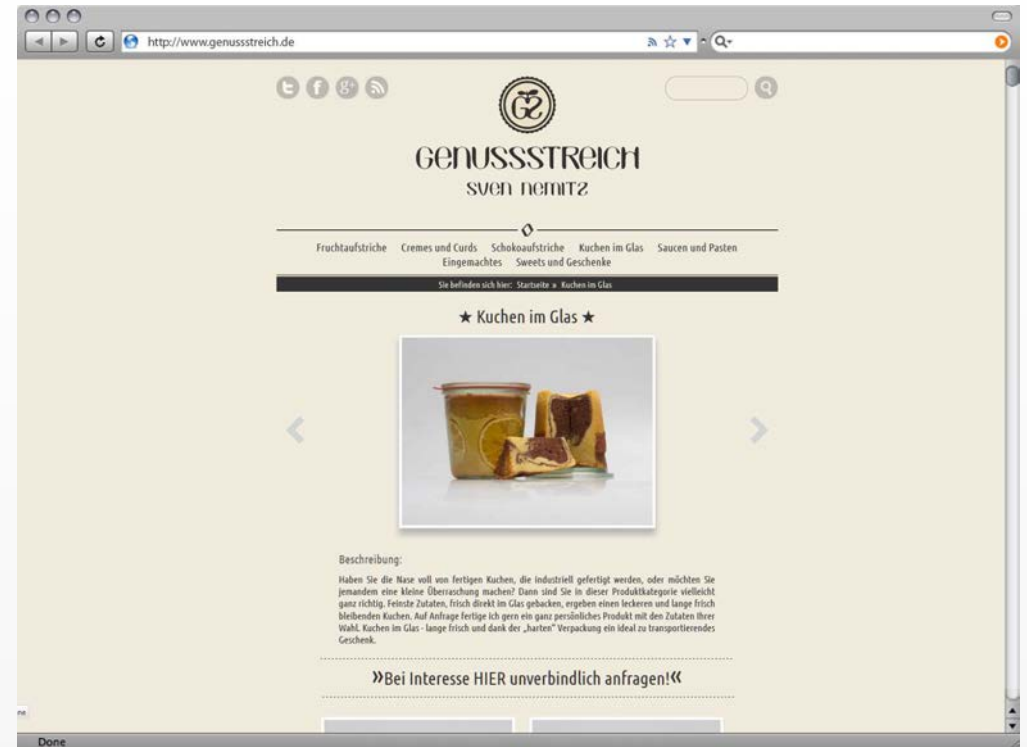 http://www.genussstreich.de
GS
GENUSSSTREICH
SVEN NEMITZ
Fruchtaufstriche Cremes und Curds Schokoaufstriche Kuchen im Glas Saucen und Pasten
Eingemachtes Sweets und Geschenke
Sie befinden sich hier: Startseite » Kuchen im Glas
★ Kuchen im Glas ★
Beschreibung:
Haben Sie die Nase voll von fertigen Kuchen, die industriell gefertigt werden, oder möchten Sie
jemandem eine kleine Überraschung machen? Dann sind Sie in dieser Produktkategorie vielleicht
ganz richtig. Feinste Zutaten, frisch direkt im Glas gebacken, ergeben einen leckeren und lange frisch
bleibenden Kuchen. Auf Anfrage fertige ich gern ein ganz persönliches Produkt mit den Zutaten Ihrer
Wahl. Kuchen im Glas - lange frisch und dank der „harten" Verpackung ein ideal zu transportierendes
Geschenk.
»Bei Interesse HIER unverbindlich anfragen!«
ne
Done